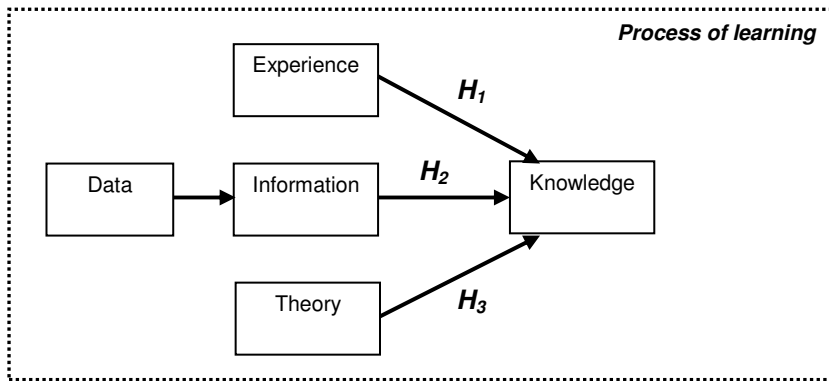 Process of learning
Experience
H1
Data
Information
H2
Knowledge
Theory
H3